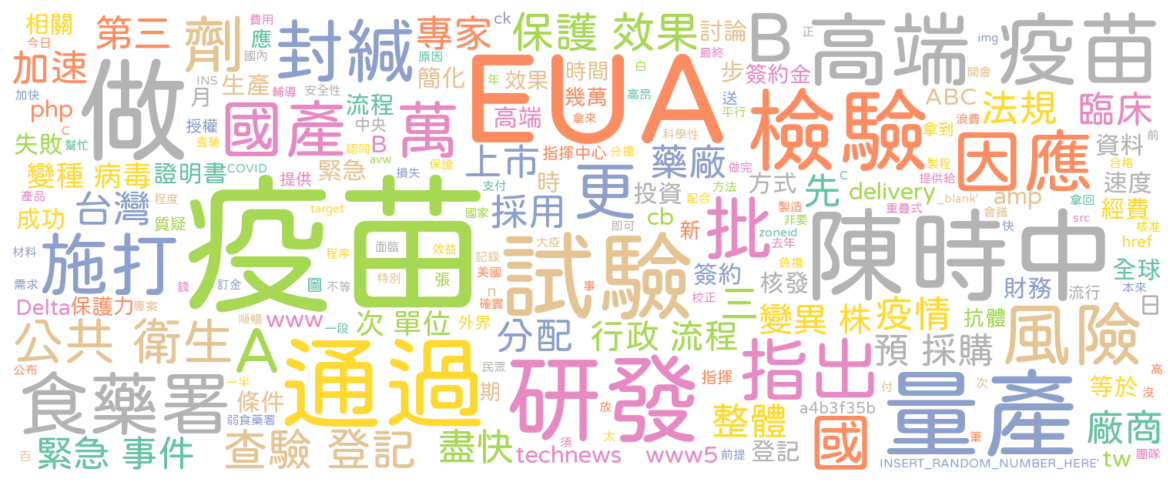 相關 第三 劑 費用 應 封緘 專家 ck 保護 效果 討論 B 正 高端 疫苗
今日 國內 原因 最終 img
加速 做 INS 生產 簡化 EUA 效果 時間 步 簽約金 開會
加快 月 輔導 安全性 年 白 幾萬 送 ABC 法規 臨床
php C 授權 國產 萬 流程 高端 高昂 拿來 平行 檢驗 拿到 浪費 因應
失敗 幫忙 查驗 中央 B 科學性 資料 前
變種 病毒 證明書 COVID 認同 avw 保證 上市 指揮中心 分擔 藥廠 做完 製程 合格
提供 緊急 損失 時 更 投資 方式 C 提供給 速度
產品 程度 target 支付 配合 方法 先 delivery _blank' amp 拿回
成功 台灣 質疑 疫苗 國家 採用 即可 cb 新 批 製造 非要 重疊式 會議 src 經費
zoneid 去年 陳時中 快 核准 href
材料 施打 程序 面臨 效益 記錄 大疫 試驗 簽約 負擔 核發 全球
需求 錢 訂金 圖 特別 張 美國 n 事 校正 財務 流行 本來
Delta 保護力 專案 不等 確實 三 日
www 次 單位 外界 分配 行政 流程 變異 株 疫情 抗體
順暢 一段 風險
公共 衛生 A 通過 研發 指出 預 採購
公布 民眾 高
食藥署 一半 條件 期 指揮 付 次 量產 等於 沒
弱食藥署 放 整體 a4b3f35b 廠商
緊急 事件 查驗 登記 盡快 須 太 前提 登記 國 筆
百 technews www5 INSERT_RANDOM_NUMBER_HERE' tw 團隊